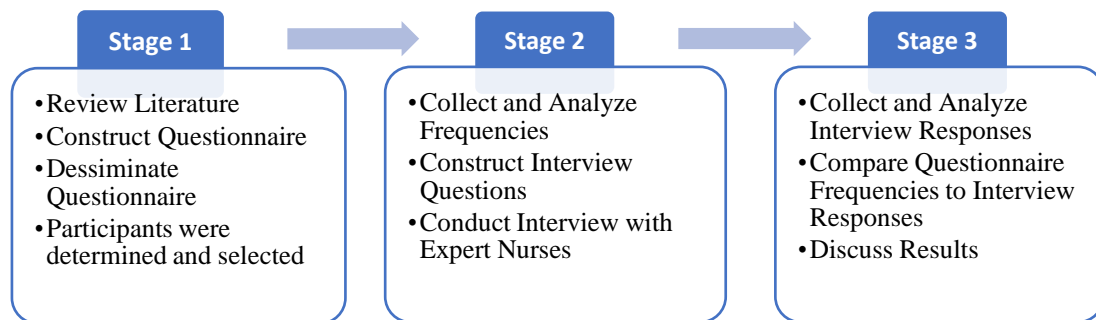 Stage 1
•Review Literature
•Construct Questionnaire
•Dessiminate
Questionnaire
•Participants were
determined and selected
Stage 2
•Collect and Analyze
Frequencies
•Construct Interview
Questions
•Conduct Interview with
Expert Nurses
Stage 3
•Collect and Analyze
Interview Responses
•Compare Questionnaire
Frequencies to Interview
Responses
•Discuss Results